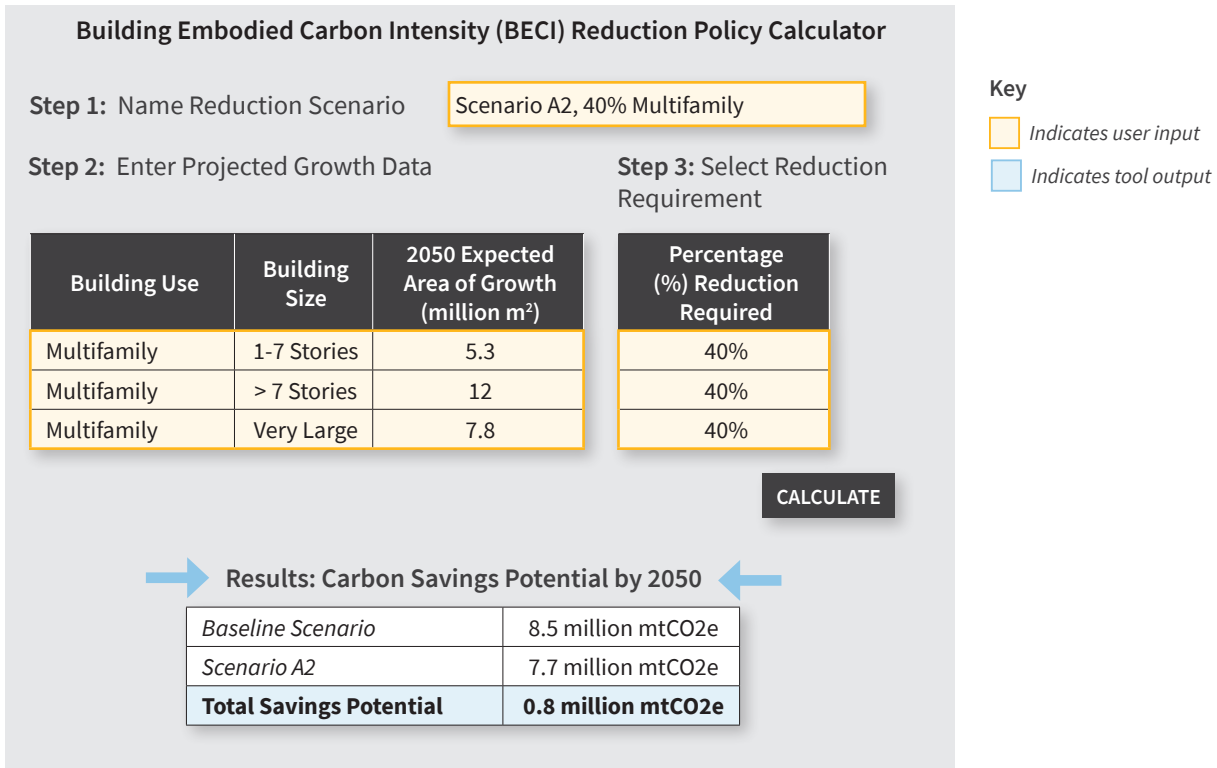 Building Embodied Carbon Intensity (BECI) Reduction Policy Calculator
Step 1: Name Reduction Scenario
Scenario A2, 40% Multifamily
Key
Indicates user input
Indicates tool output
Step 2: Enter Projected Growth Data
Step 3: Select Reduction
Requirement
Building Use
Building
Size
2050 Expected
Area of Growth
(million m²)
Percentage
(%) Reduction
Required
Multifamily 1-7 Stories 5.3 40%
Multifamily > 7 Stories 12 40%
Multifamily Very Large 7.8 40%
CALCULATE
Results: Carbon Savings Potential by 2050
Baseline Scenario 8.5 million mtCO2e
Scenario A2 7.7 million mtCO2e
Total Savings Potential 0.8 million mtCO2e